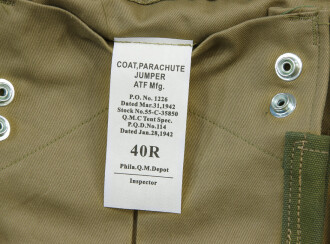 COAT,PARACHUTE
JUMPER
ATF Mfg.
P.O. No. 1226
Dated Mar.31,1942
Stock No.55-C-35850
Q.M.C Tent Spec.
P.Q.D.No.114
Dated Jan.28,1942
40R
Phila.Q.M.Depot
Inspector